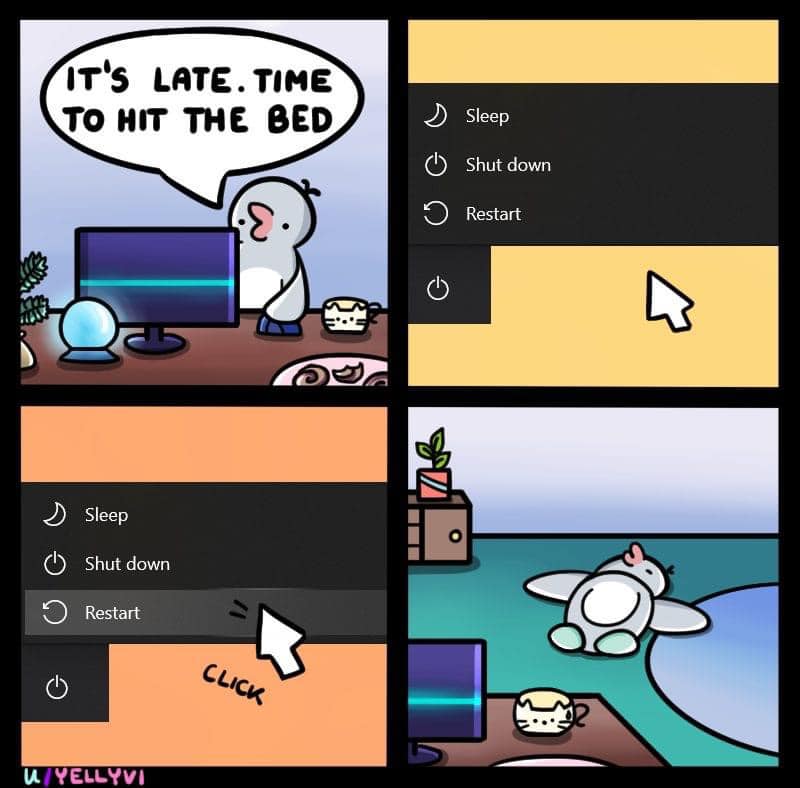 IT'S LATE. TIME
TO HIT THE BED
Sleep
Shut down
Restart
Sleep
Shut down
Restart
CLICK
U/YELLYVI